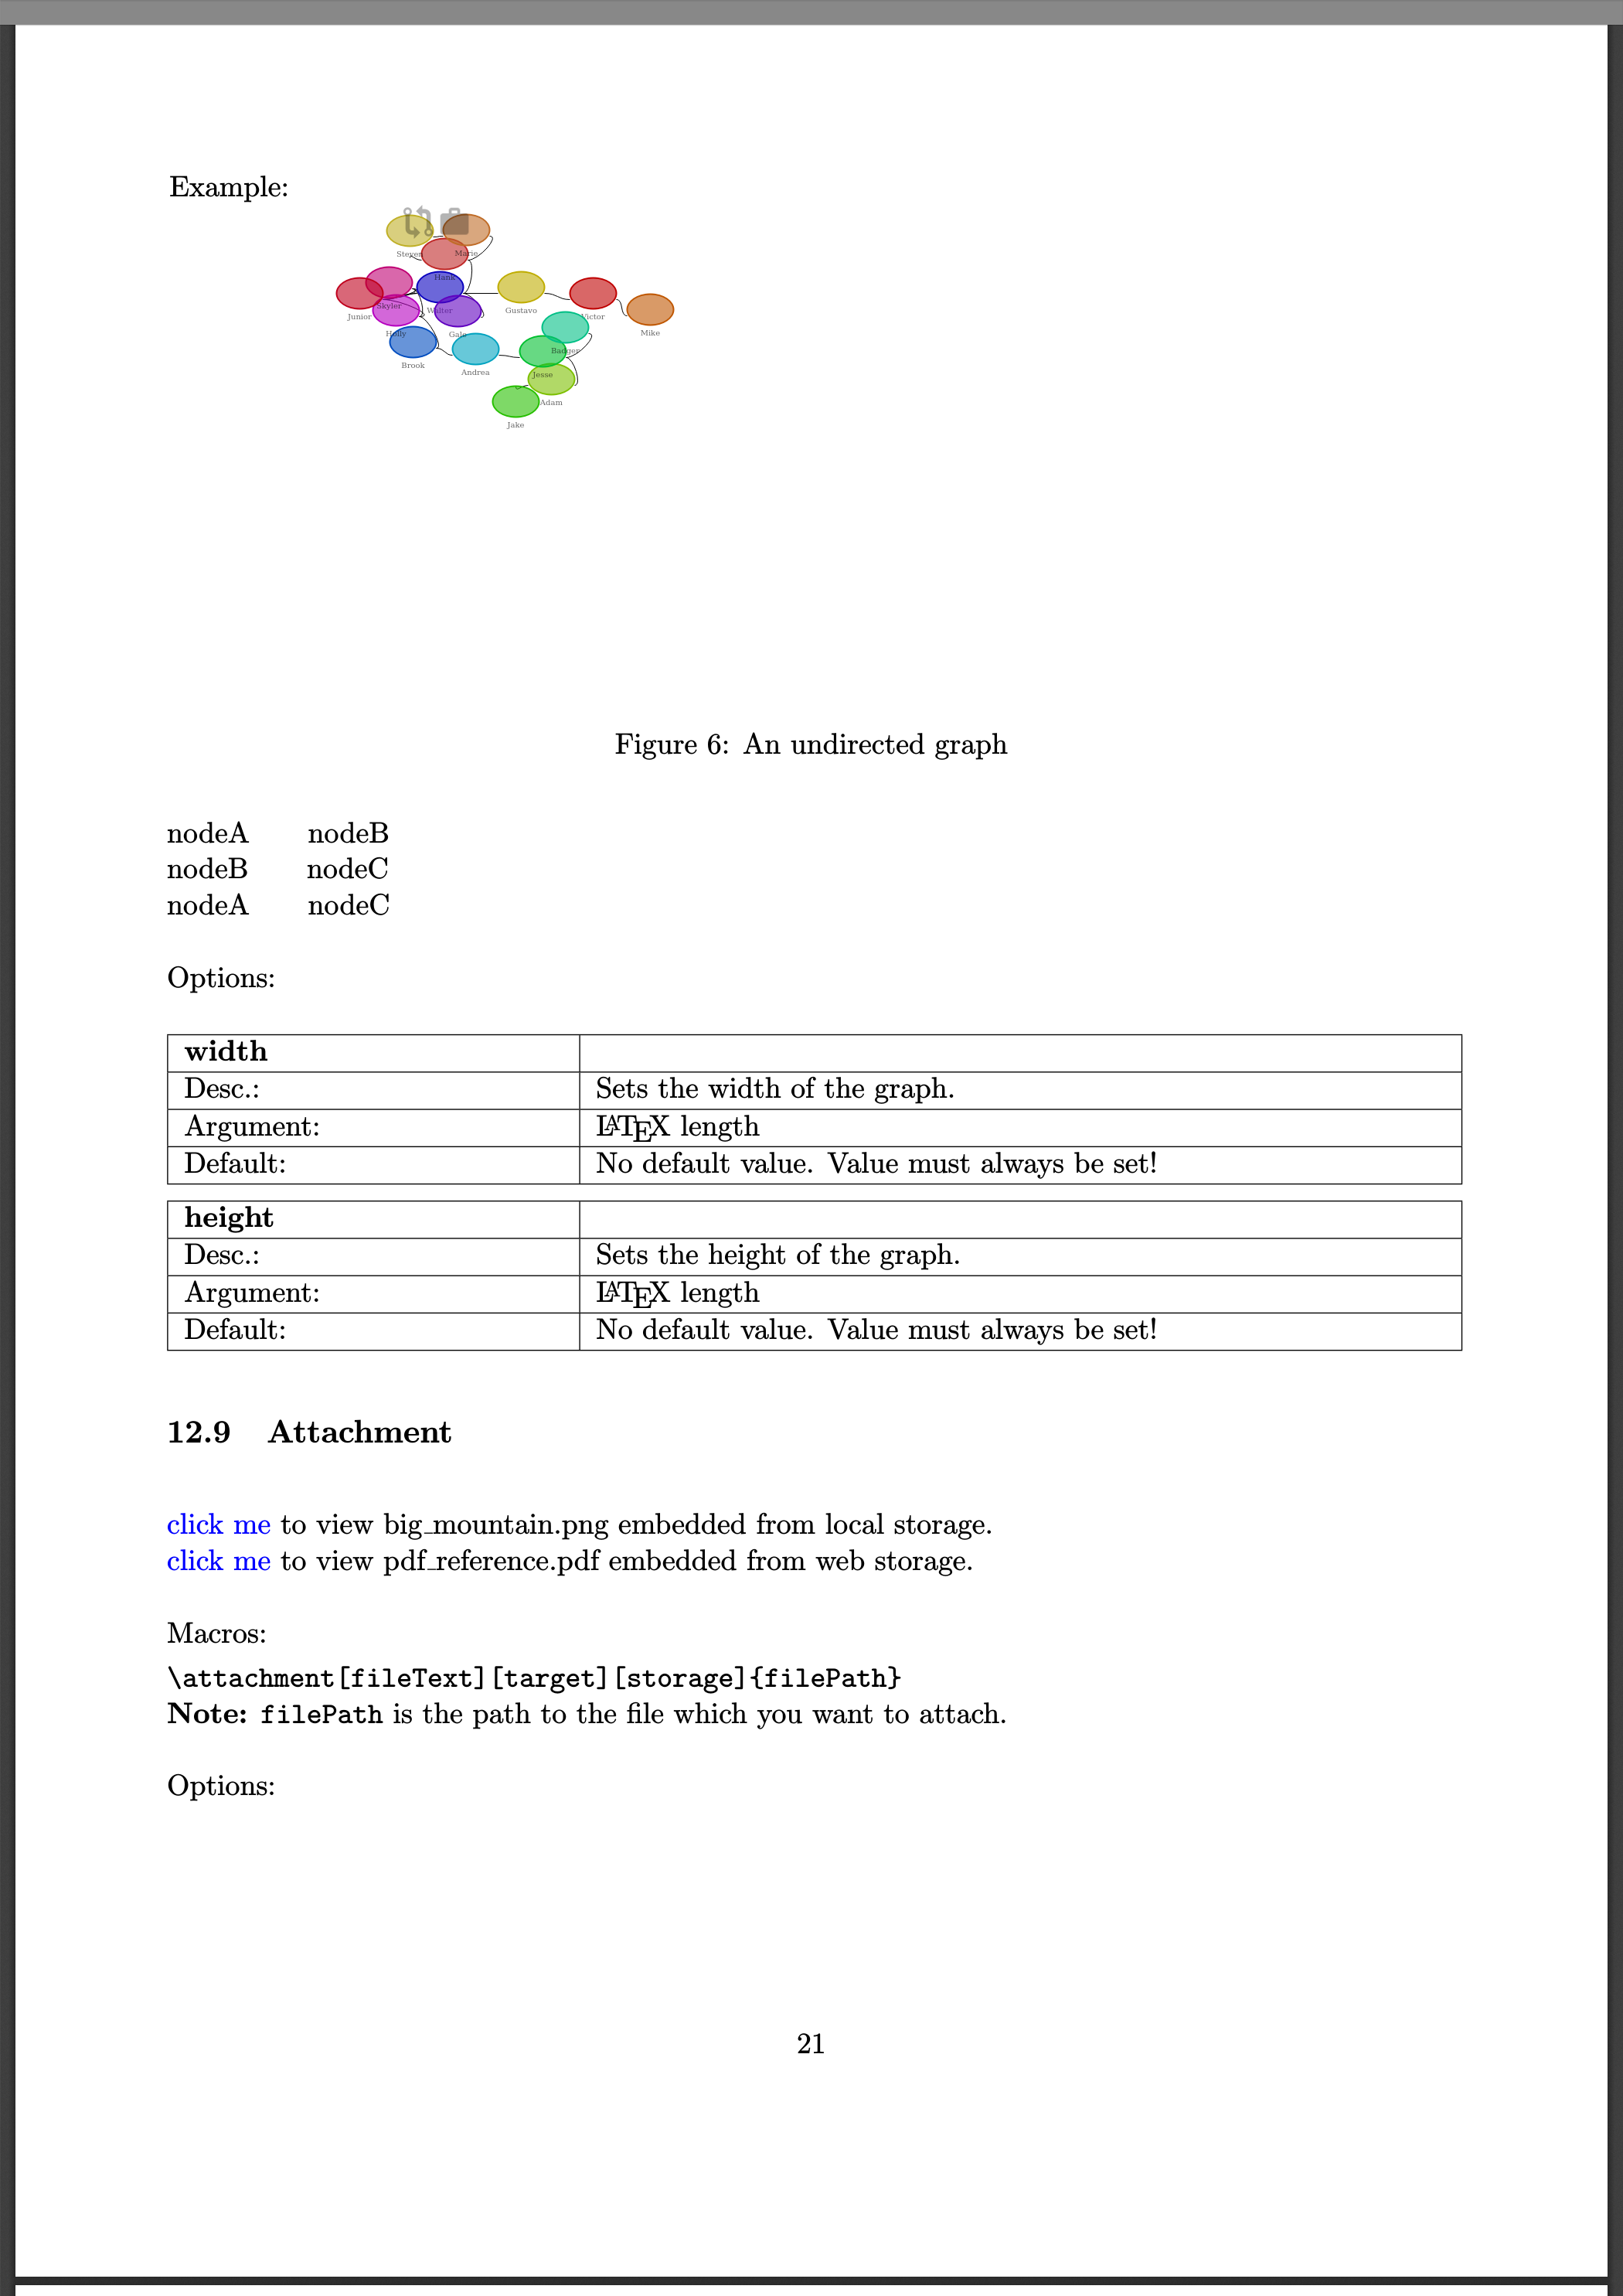 Example:
Steven
Marie
Hank
Skyler
Walter
Junior
Gustavo
Victor
Holly
Gale
Mike
Badger
Brook
Andrea
Jesse
Adam
Jake
Figure 6: An undirected graph
nodeA nodeB
nodeB nodeC
nodeA nodeC
Options:
width
Desc.: Sets the width of the graph.
Argument: LATEX length
Default: No default value. Value must always be set!
height
Desc.: Sets the height of the graph.
Argument: LATEX length
Default: No default value. Value must always be set!
12.9 Attachment
click me to view big_mountain.png embedded from local storage.
click me to view pdf_reference.pdf embedded from web storage.
Macros:
\attachment[fileText][target][storage]{filePath}
Note: filePath is the path to the file which you want to attach.
Options:
21